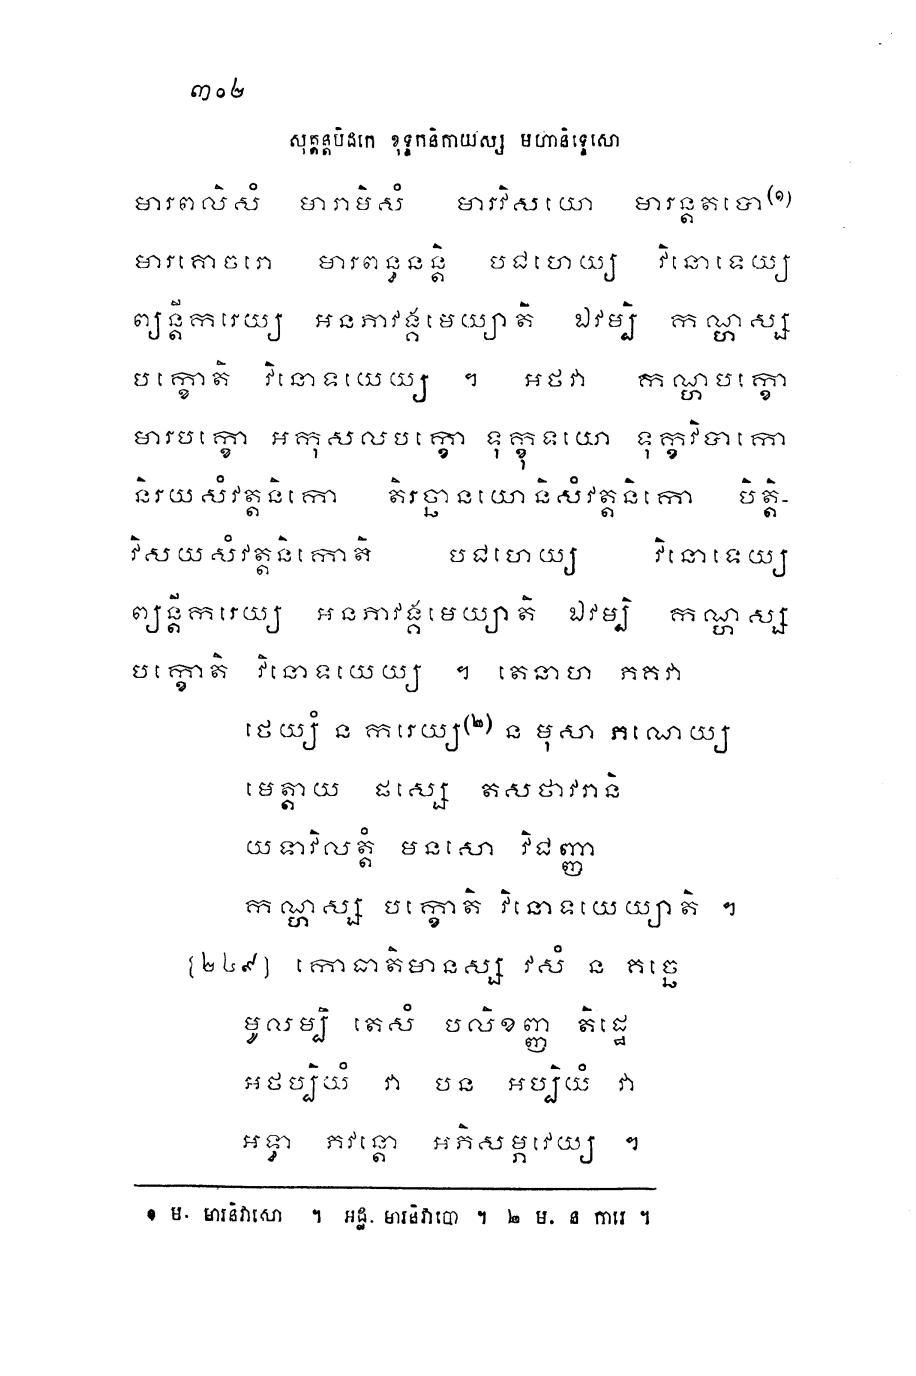 ៣០២
សុត្តន្តបិដកេ ខុទ្ទកនិកាយស្ស មហានិទ្ទេសោ
មារពលិសំ មារាមិសំ មារវិសយោ មារន្តតបោ(១)
មារគោចរោ មារពន្ធនន្តិ បជហេយ្យ វិនោទេយ្យ
ព្យន្តីករេយ្យ អនភាវង្គមេយ្យាតិ ឯវម្បិ កណ្ហស្ស
បក្ខោតិ វិនោទយេយ្យ ។ អថវា កណ្ហបក្ខោ
មារបក្ខោ អកុសលបក្ខោ ទុក្ខុទយោ ទុក្ខវិបាកោ
និរយសំវត្តនិកោ តិរច្ឆានយោនិសំវត្តនិកោ បិត្តិ-
វិសយសំវត្តនិកោតិ បជហេយ្យ វិនោទេយ្យ
ព្យន្តីករេយ្យ អនភាវង្គមេយ្យាតិ ឯវម្បិ កណ្ហស្ស
បក្ខោតិ វិនោទយេយ្យ ។ តេនាហ ភគវា
ថេយ្យំ ន ករេយ្យ(២) ន មុសា ភណេយ្យ
មេត្តាយ ផស្សេ តសថាវរានិ
យទាវិលត្តំ មនសោ វិជញ្ញា
កណ្ហស្ស បក្ខោតិ វិនោទយេយ្យាតិ ។
[២៤៩] កោធាតិមានស្ស វសំ ន គច្ឆេ
មូលម្បិ តេសំ បលិខញ្ញ តិដ្ឋេ
អថប្បិយំ វា បន អប្បិយំ វា
អទ្ធា ភវន្តោ អភិសម្ភវេយ្យ ។
១ ម. មារនិវាសោ ។ អដ្ឋ. មារនិវាបោ ។ ២ ម. ន ការេ ។